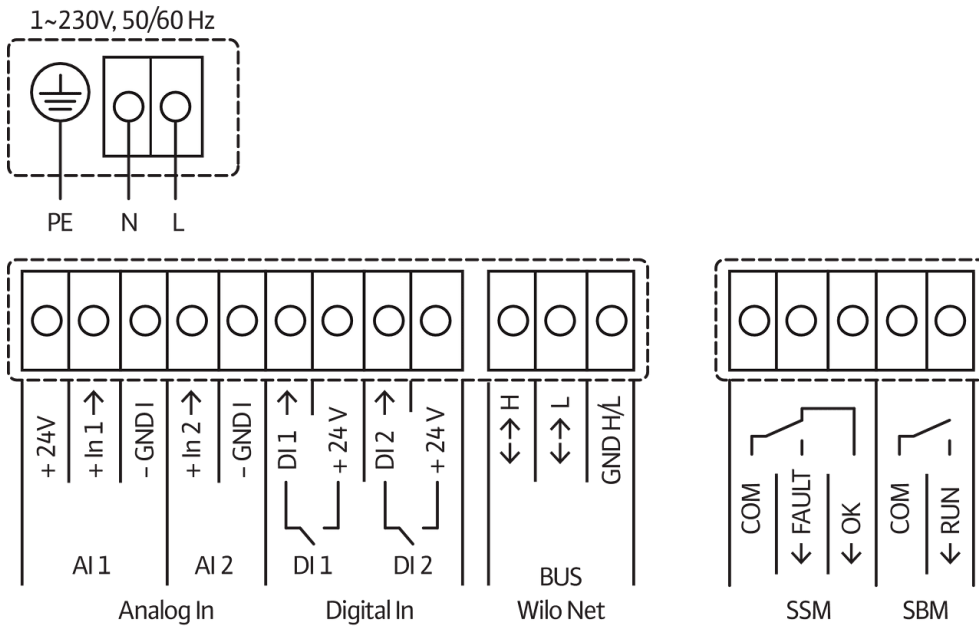 1~230V, 50/60 Hz
PE N L
+ 24V
+ In 1 →
- GND I
+ In 2 →
- GND I
DI 1 →
+ 24 V
DI 2 →
+ 24 V
↔ H
↔ L
GND H/L
COM
← FAULT
← OK
COM
← RUN
AI 1 AI 2 DI 1 DI 2
Analog In Digital In
BUS
Wilo Net
SSM SBM